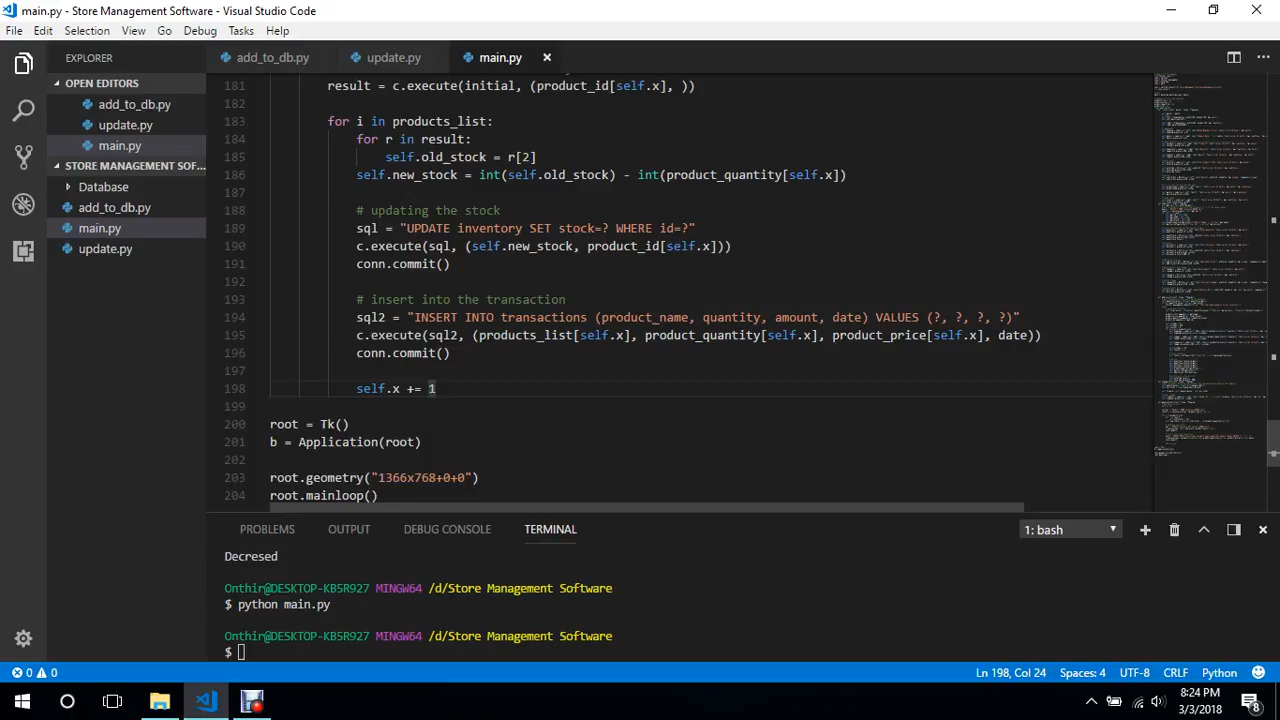 main.py - Store Management Software - Visual Studio Code
File Edit Selection View Go Debug Tasks Help
EXPLORER
OPEN EDITORS
add_to_db.py
update.py
main.py
STORE MANAGEMENT SOF...
Database
add_to_db.py
main.py
update.py
add_to_db.py update.py main.py
181 result = c.execute(initial, (product_id[self.x], ))
182
183 for i in products_list:
184 for r in result:
185 self.old_stock = r[2]
186 self.new_stock = int(self.old_stock) - int(product_quantity[self.x])
187
188 # updating the stock
189 sql = "UPDATE inventory SET stock=? WHERE id=?"
190 c.execute(sql, (self.new_stock, product_id[self.x]))
191 conn.commit()
192
193 # insert into the transaction
194 sql2 = "INSERT INTO transactions (product_name, quantity, amount, date) VALUES (?, ?, ?, ?)"
195 c.execute(sql2, (products_list[self.x], product_quantity[self.x], product_price[self.x], date))
196 conn.commit()
197
198 self.x += 1
199
200 root = Tk()
201 b = Application(root)
202
203 root.geometry("1366x768+0+0")
204 root.mainloop()
PROBLEMS OUTPUT DEBUG CONSOLE TERMINAL
1: bash
Decresed
Onthir@DESKTOP-KB5R927 MINGW64 /d/Store Management Software
$ python main.py
Onthir@DESKTOP-KB5R927 MINGW64 /d/Store Management Software
$
0 0
Ln 198, Col 24 Spaces: 4 UTF-8 CRLF Python
8:24 PM
3/3/2018
8